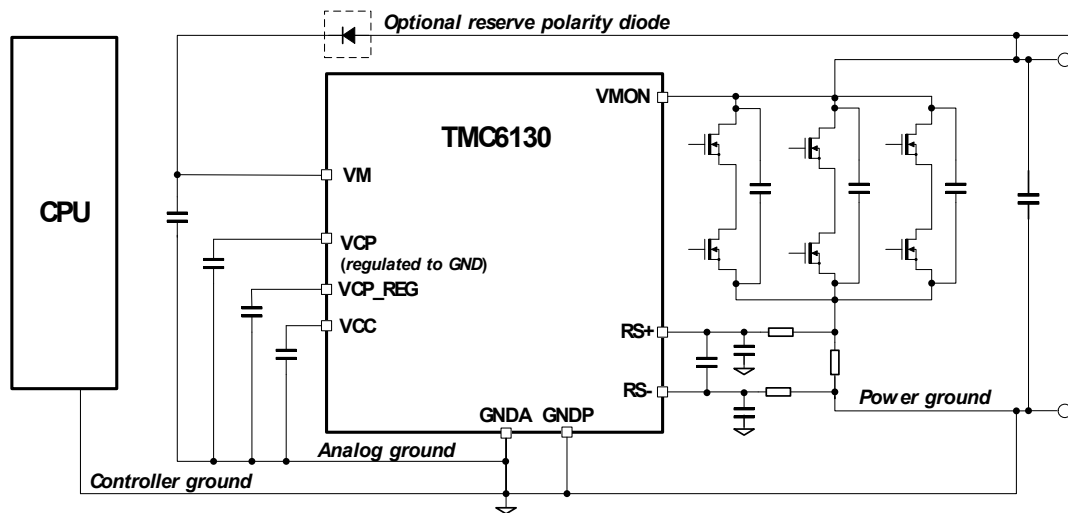 Optional reserve polarity diode
VMON
TMC6130
VM
CPU
VCP
(regulated to GND)
VCP_REG
VCC
RS+
RS-
Power ground
GNDA GNDP
Analog ground
Controller ground